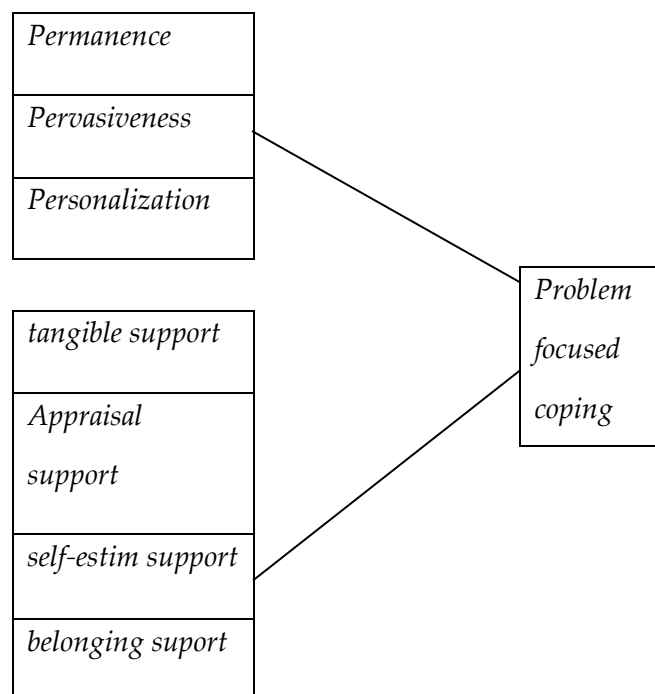 Permanence
Pervasiveness
Personalization
tangible support
Appraisal
support
self-estim support
belonging suport
Problem
focused
coping